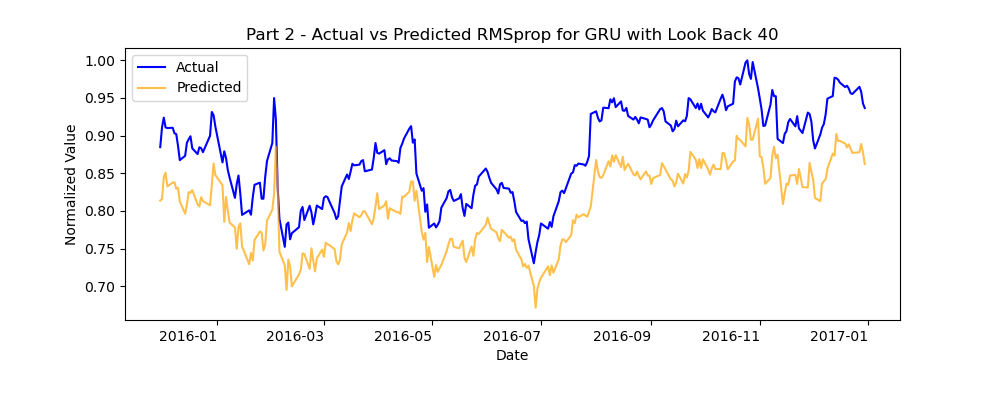 Part 2 - Actual vs Predicted RMSprop for GRU with Look Back 40
Actual
Predicted
1.00
0.95
0.90
0.85
0.80
0.75
0.70
Normalized Value
2016-01
2016-03
2016-05
2016-07
2016-09
2016-11
2017-01
Date